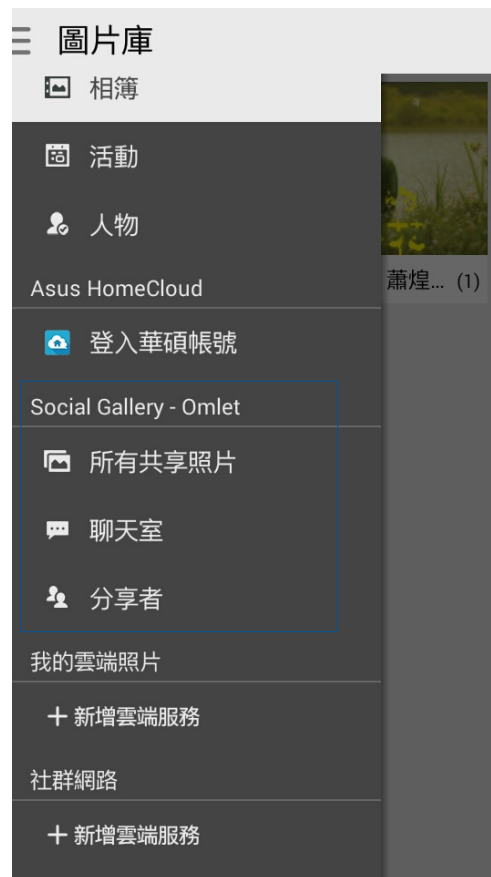 圖片庫
相簿
活動
人物
蕭煌... (1)
Asus HomeCloud
登入華碩帳號
Social Gallery - Omlet
所有共享照片
聊天室
分享者
我的雲端照片
+ 新增雲端服務
社群網路
+ 新增雲端服務